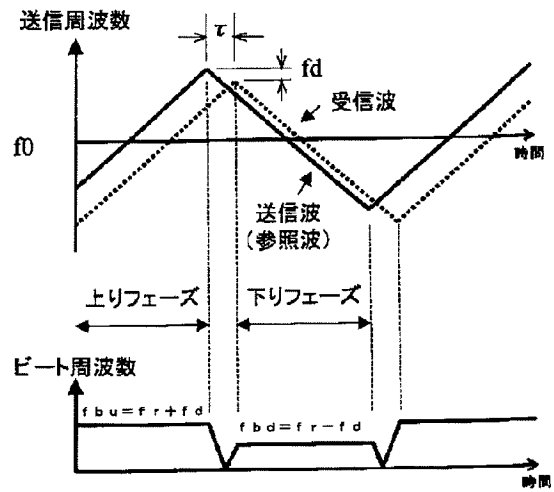 送信周波数
τ
fd
受信波
f0
時間
送信波
(参照波)
上りフェーズ
下りフェーズ
ビート周波数
fbu=fr+fd
fbd=fr-fd
時間